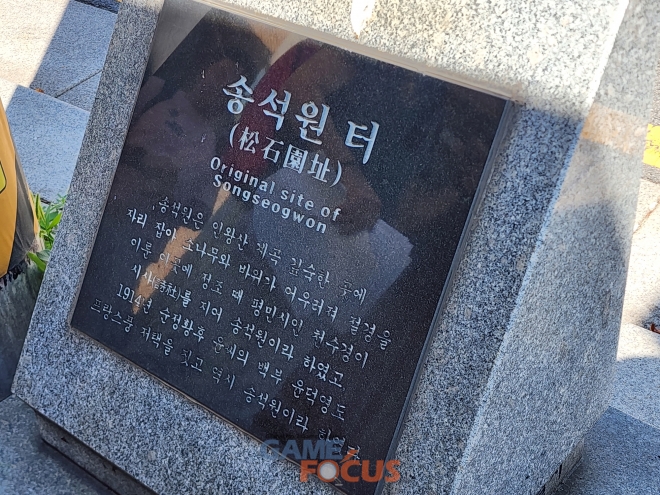 송석원 터
(松石園址)
Original site of
Songseogwon
송석원은 인왕산 계곡 깊숙한 곳에
자리 잡아 소나무와 바위가 어우러져 절경을
이룬 이곳에 정조 때 평민시인 천수경이
시사(詩社)를 지어 송석원이라 하였고,
1914년 순정황후 윤씨의 백부 윤덕영도
프랑스풍 저택을 짓고 역시 송석원이라
GAME FOCUS